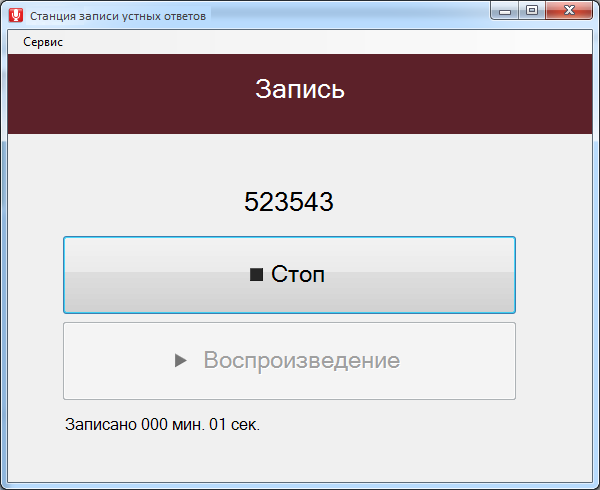 Станция записи устных ответов
Сервис
Запись
523543
Стоп
Воспроизведение
Записано 000 мин. 01 сек.